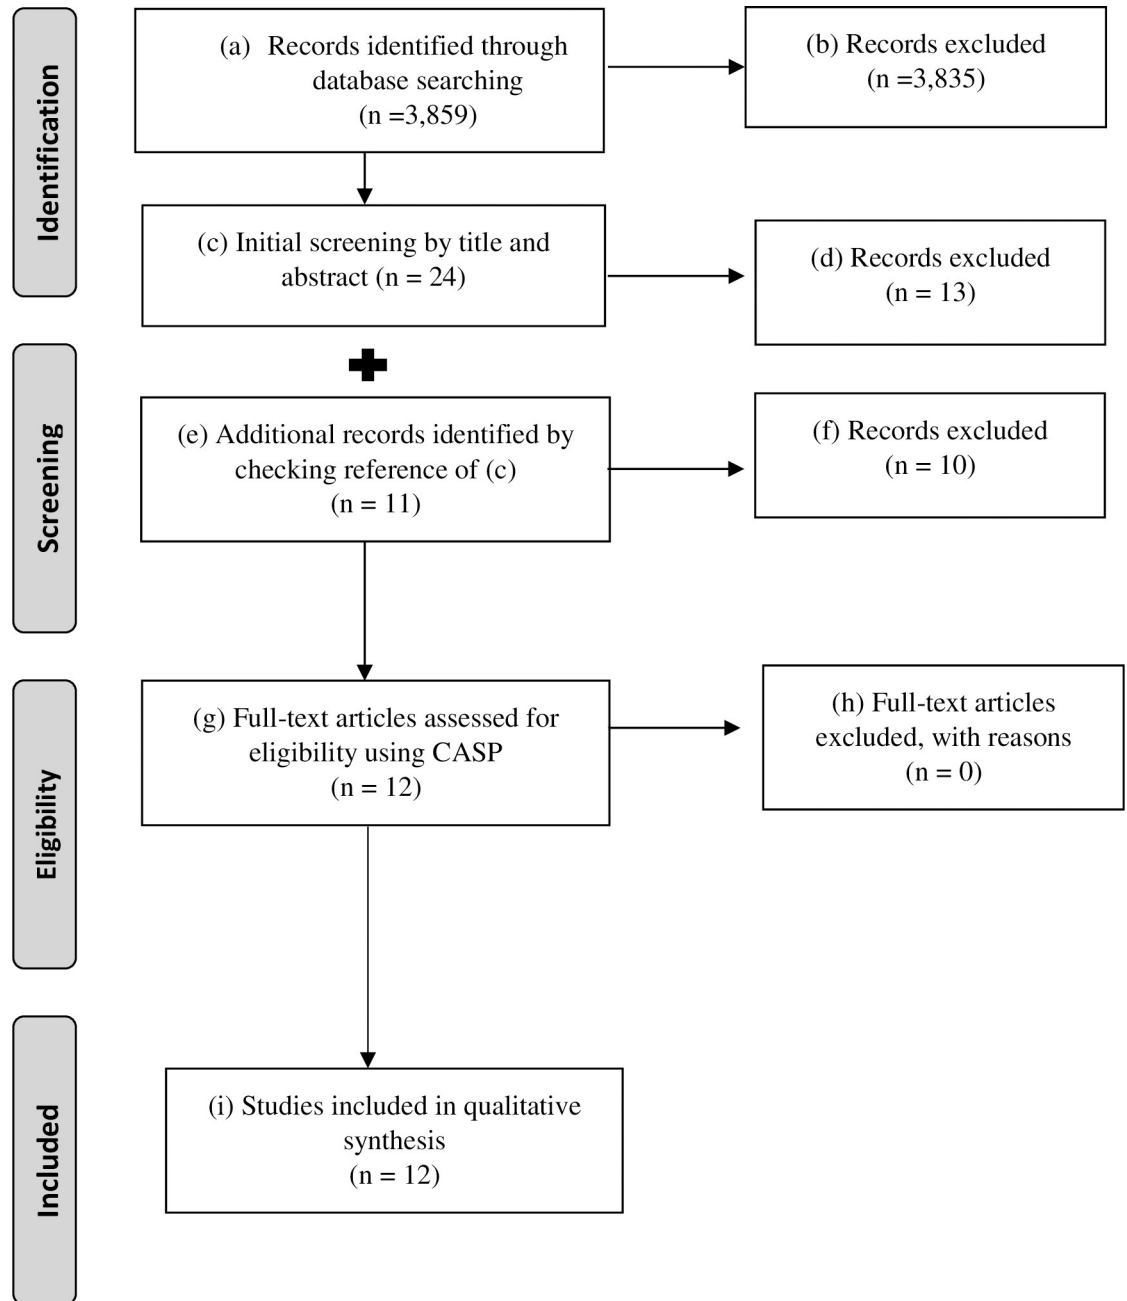 Identification
(a) Records identified through
database searching
(n =3,859)
(b) Records excluded
(n =3,835)
(c) Initial screening by title and
abstract (n = 24)
(d) Records excluded
(n = 13)
Screening
(e) Additional records identified by
checking reference of (c)
(n = 11)
(f) Records excluded
(n = 10)
Eligibility
(g) Full-text articles assessed for
eligibility using CASP
(n = 12)
(h) Full-text articles
excluded, with reasons
(n = 0)
Included
(i) Studies included in qualitative
synthesis
(n = 12)